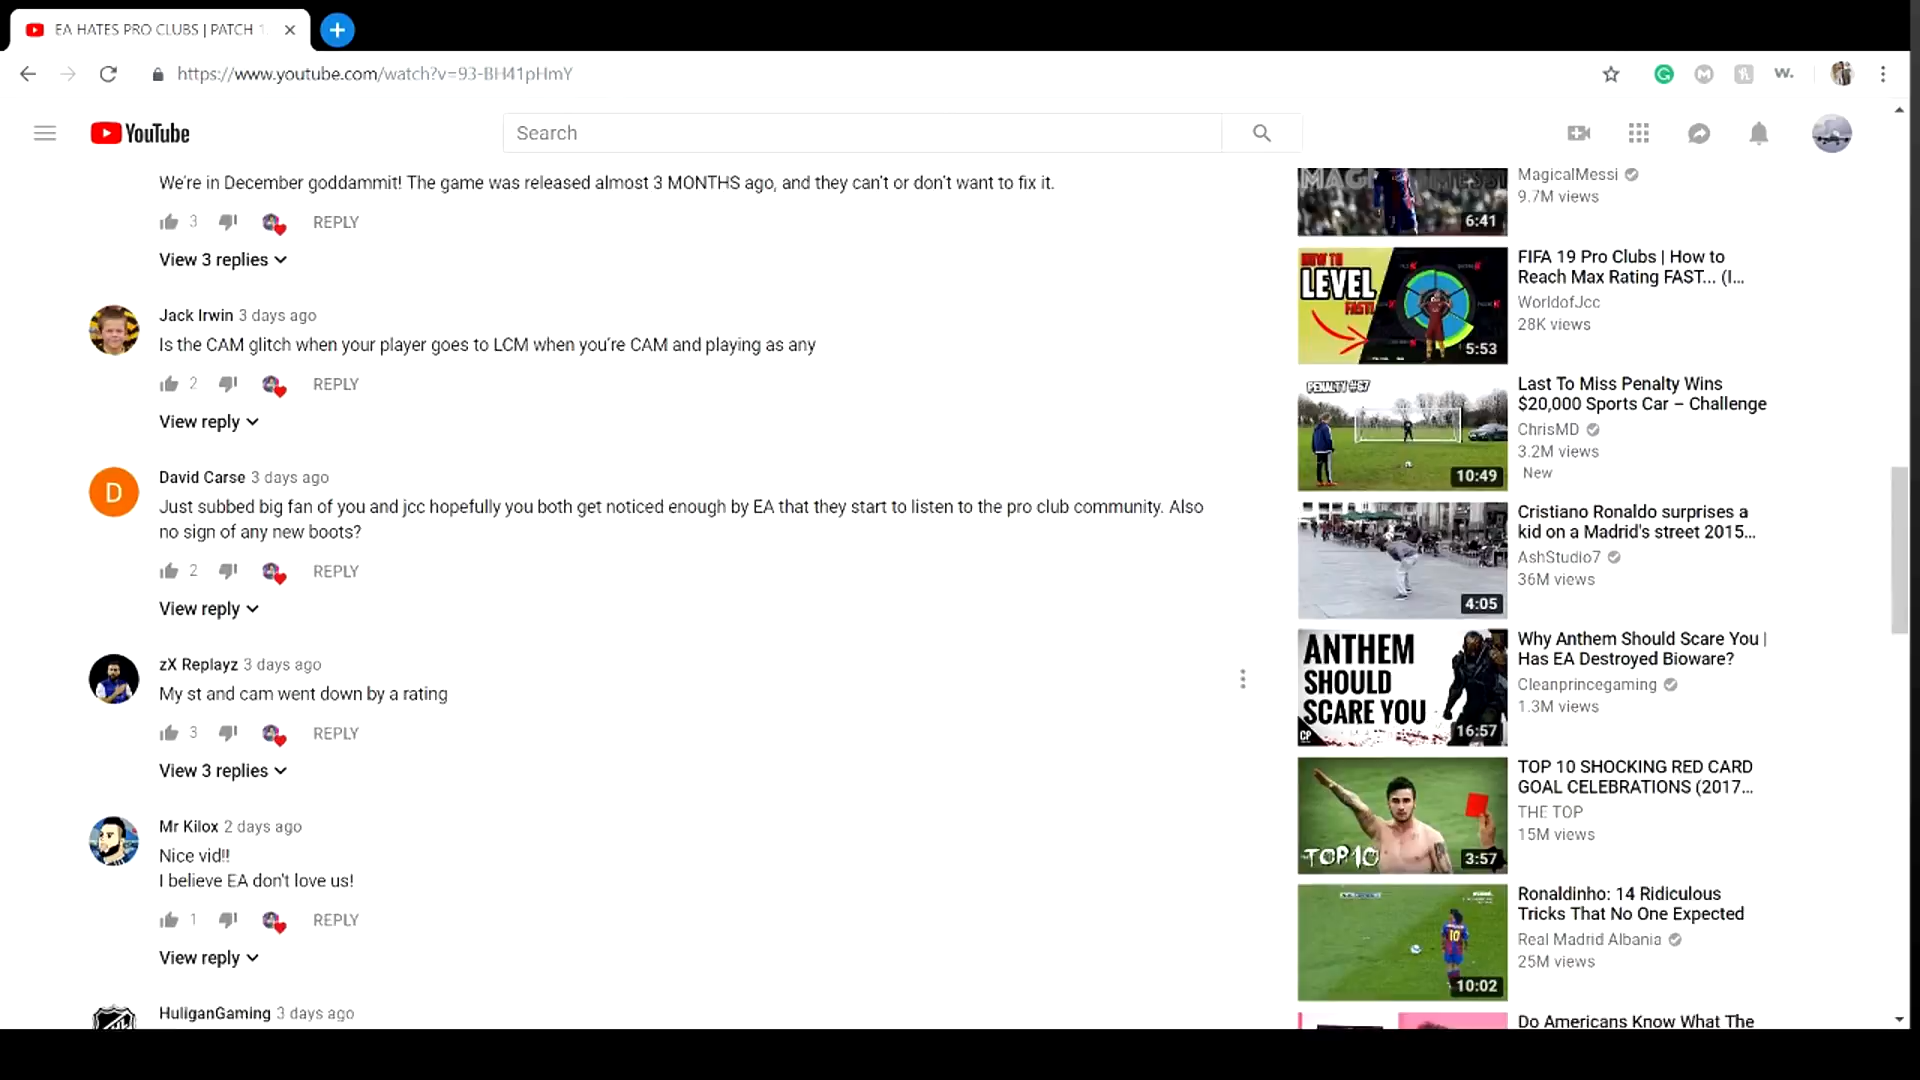 EA HATES PRO CLUBS | PATCH 1
https://www.youtube.com/watch?v=93-BH41pHmY
W.
YouTube
Search
We're in December goddammit! The game was released almost 3 MONTHS ago, and they can't or don't want to fix it.
3 REPLY
View 3 replies
Jack Irwin 3 days ago
Is the CAM glitch when your player goes to LCM when you're CAM and playing as any
2 REPLY
View reply
D
David Carse 3 days ago
Just subbed big fan of you and jcc hopefully you both get noticed enough by EA that they start to listen to the pro club community. Also
no sign of any new boots?
2 REPLY
View reply
zX Replayz 3 days ago
My st and cam went down by a rating
3 REPLY
View 3 replies
Mr Kilox 2 days ago
Nice vid!!
I believe EA don't love us!
1 REPLY
View reply
HuliganGaming 3 days ago
6:41
MagicalMessi
9.7M views
HOW TO
LEVEL
FAST!
5:53
FIFA 19 Pro Clubs | How to
Reach Max Rating FAST... (I...
WorldofJcc
28K views
PENALTY #67
10:49
Last To Miss Penalty Wins
$20,000 Sports Car – Challenge
ChrisMD
3.2M views
New
4:05
Cristiano Ronaldo surprises a
kid on a Madrid's street 2015...
AshStudio7
36M views
ANTHEM
SHOULD
SCARE YOU
CP
16:57
Why Anthem Should Scare You |
Has EA Destroyed Bioware?
Cleanprincegaming
1.3M views
TOP 10
3:57
TOP 10 SHOCKING RED CARD
GOAL CELEBRATIONS (2017...
THE TOP
15M views
10
10:02
Ronaldinho: 14 Ridiculous
Tricks That No One Expected
Real Madrid Albania
25M views
Do Americans Know What The